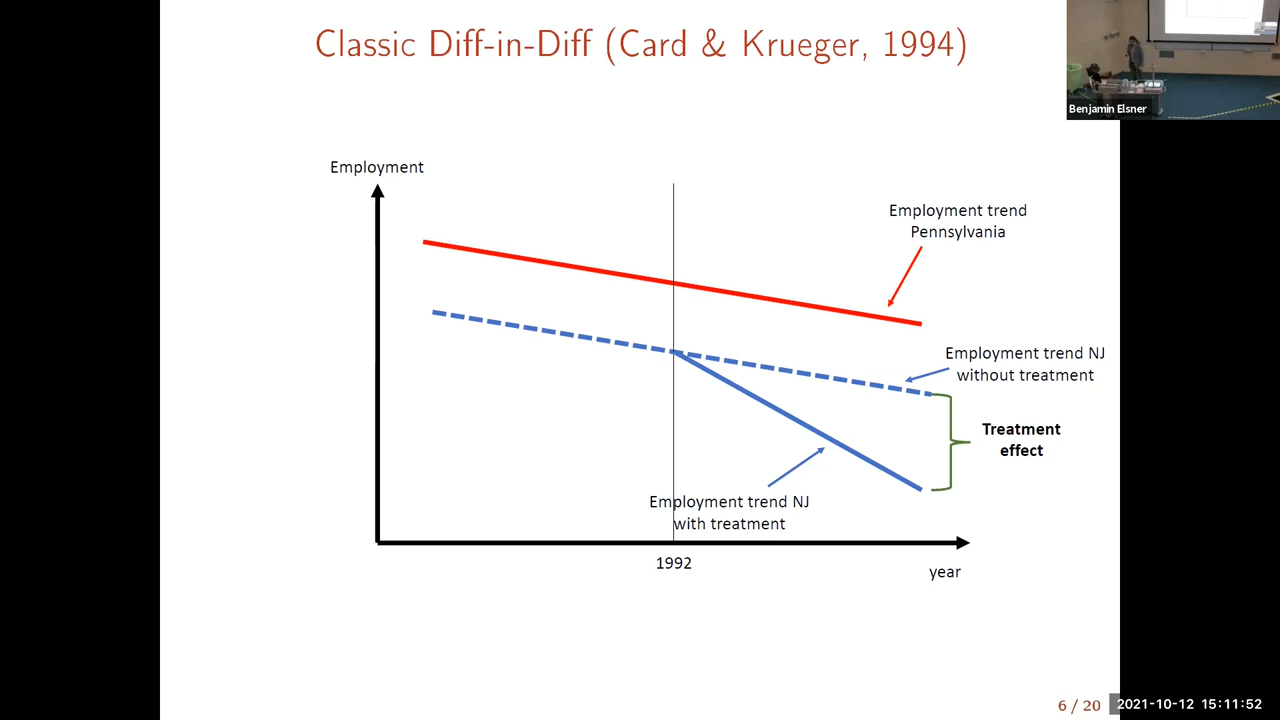 Classic Diff-in-Diff (Card & Krueger, 1994)
Benjamin Elsner
Employment
Employment trend
Pennsylvania
Employment trend NJ
without treatment
Treatment
effect
Employment trend NJ
with treatment
1992
year
6 / 20
2021-10-12 15:11:52